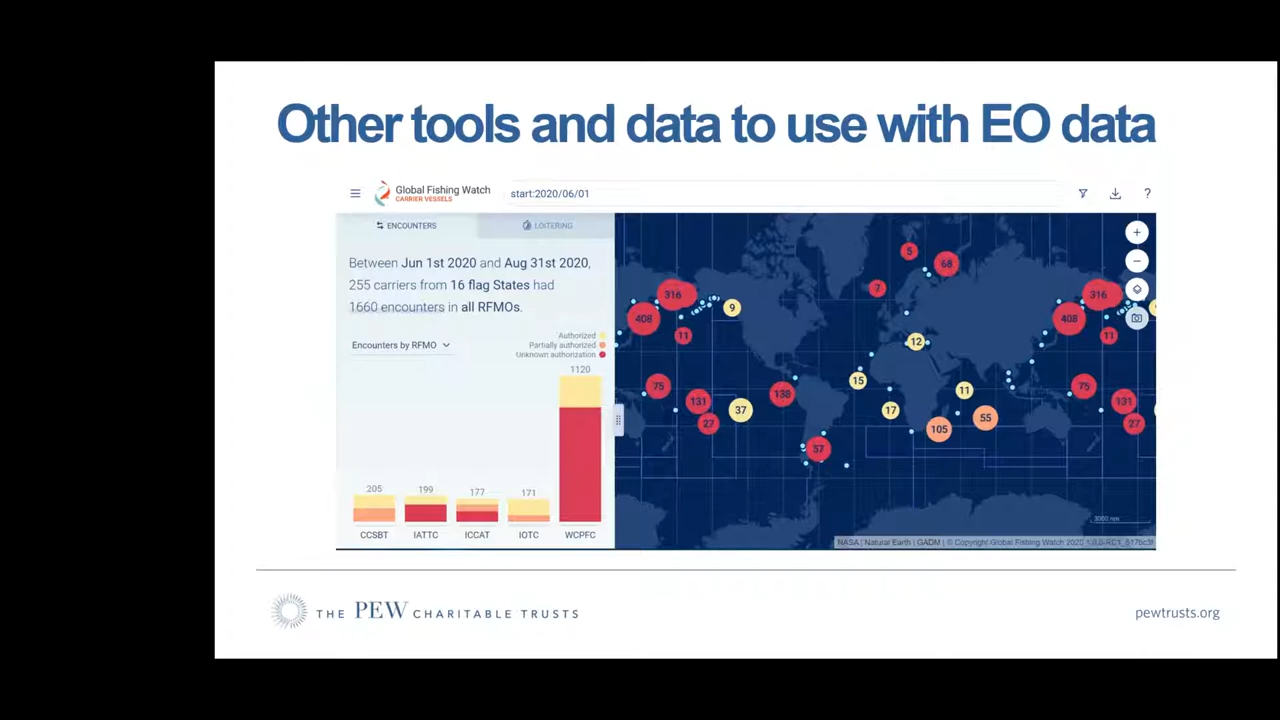 Other tools and data to use with EO data
Global Fishing Watch
CARRIER VESSELS
start:2020/06/01
?
ENCOUNTERS
LOITERING
Between Jun 1st 2020 and Aug 31st 2020,
255 carriers from 16 flag States had
1660 encounters in all RFMOs.
Encounters by RFMO
Authorized
Partially authorized
Unknown authorization
1120
205
199
177
171
CCSBT
IATTC
ICCAT
IOTC
WCPFC
5
68
7
316
408
9
11
12
15
11
75
131
27
37
138
17
105
55
57
316
408
11
75
131
27
+
−
3000 nm
NASA | Natural Earth | GADM | © Copyright Global Fishing Watch 2020
THE PEW CHARITABLE TRUSTS
pewtrusts.org